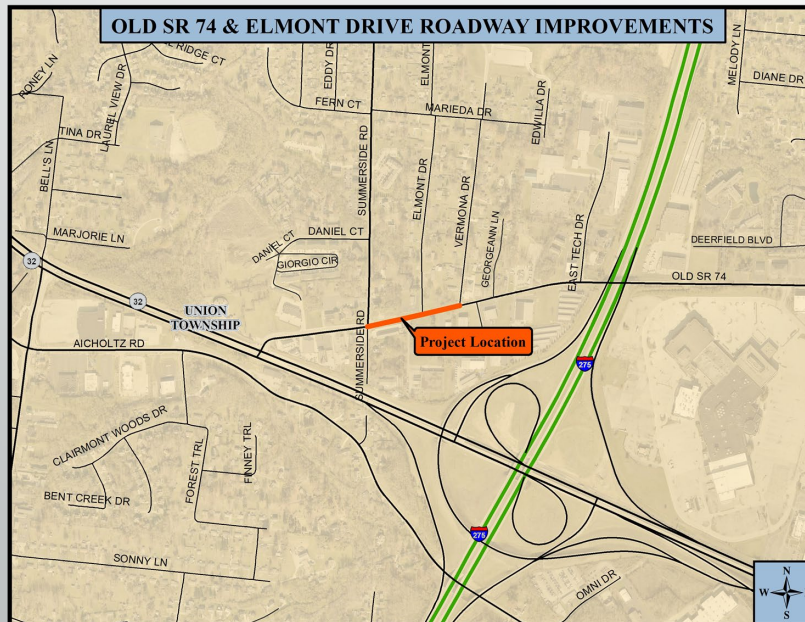 OLD SR 74 & ELMONT DRIVE ROADWAY IMPROVEMENTS
RONEY LN
LAUREL VIEW DR
RIDGE CT
EDDY DR
ELMONT
MELODY LN
DIANE DR
FERN CT
MARIEDA DR
EDWILLA DR
TINA DR
BELL'S LN
SUMMERSIDE RD
ELMONT DR
VERMONA DR
GEORGEANN LN
EAST TECH DR
MARJORIE LN
DANIEL CT
DANIEL CT
GIORGIO CIR
DEERFIELD BLVD
OLD SR 74
32
32
UNION
TOWNSHIP
SUMMERSIDE RD
Project Location
AICHOLTZ RD
275
CLAIRMONT WOODS DR
FOREST TRL
FINNEY TRL
BENT CREEK DR
275
SONNY LN
OMNI DR
N
W
E
S